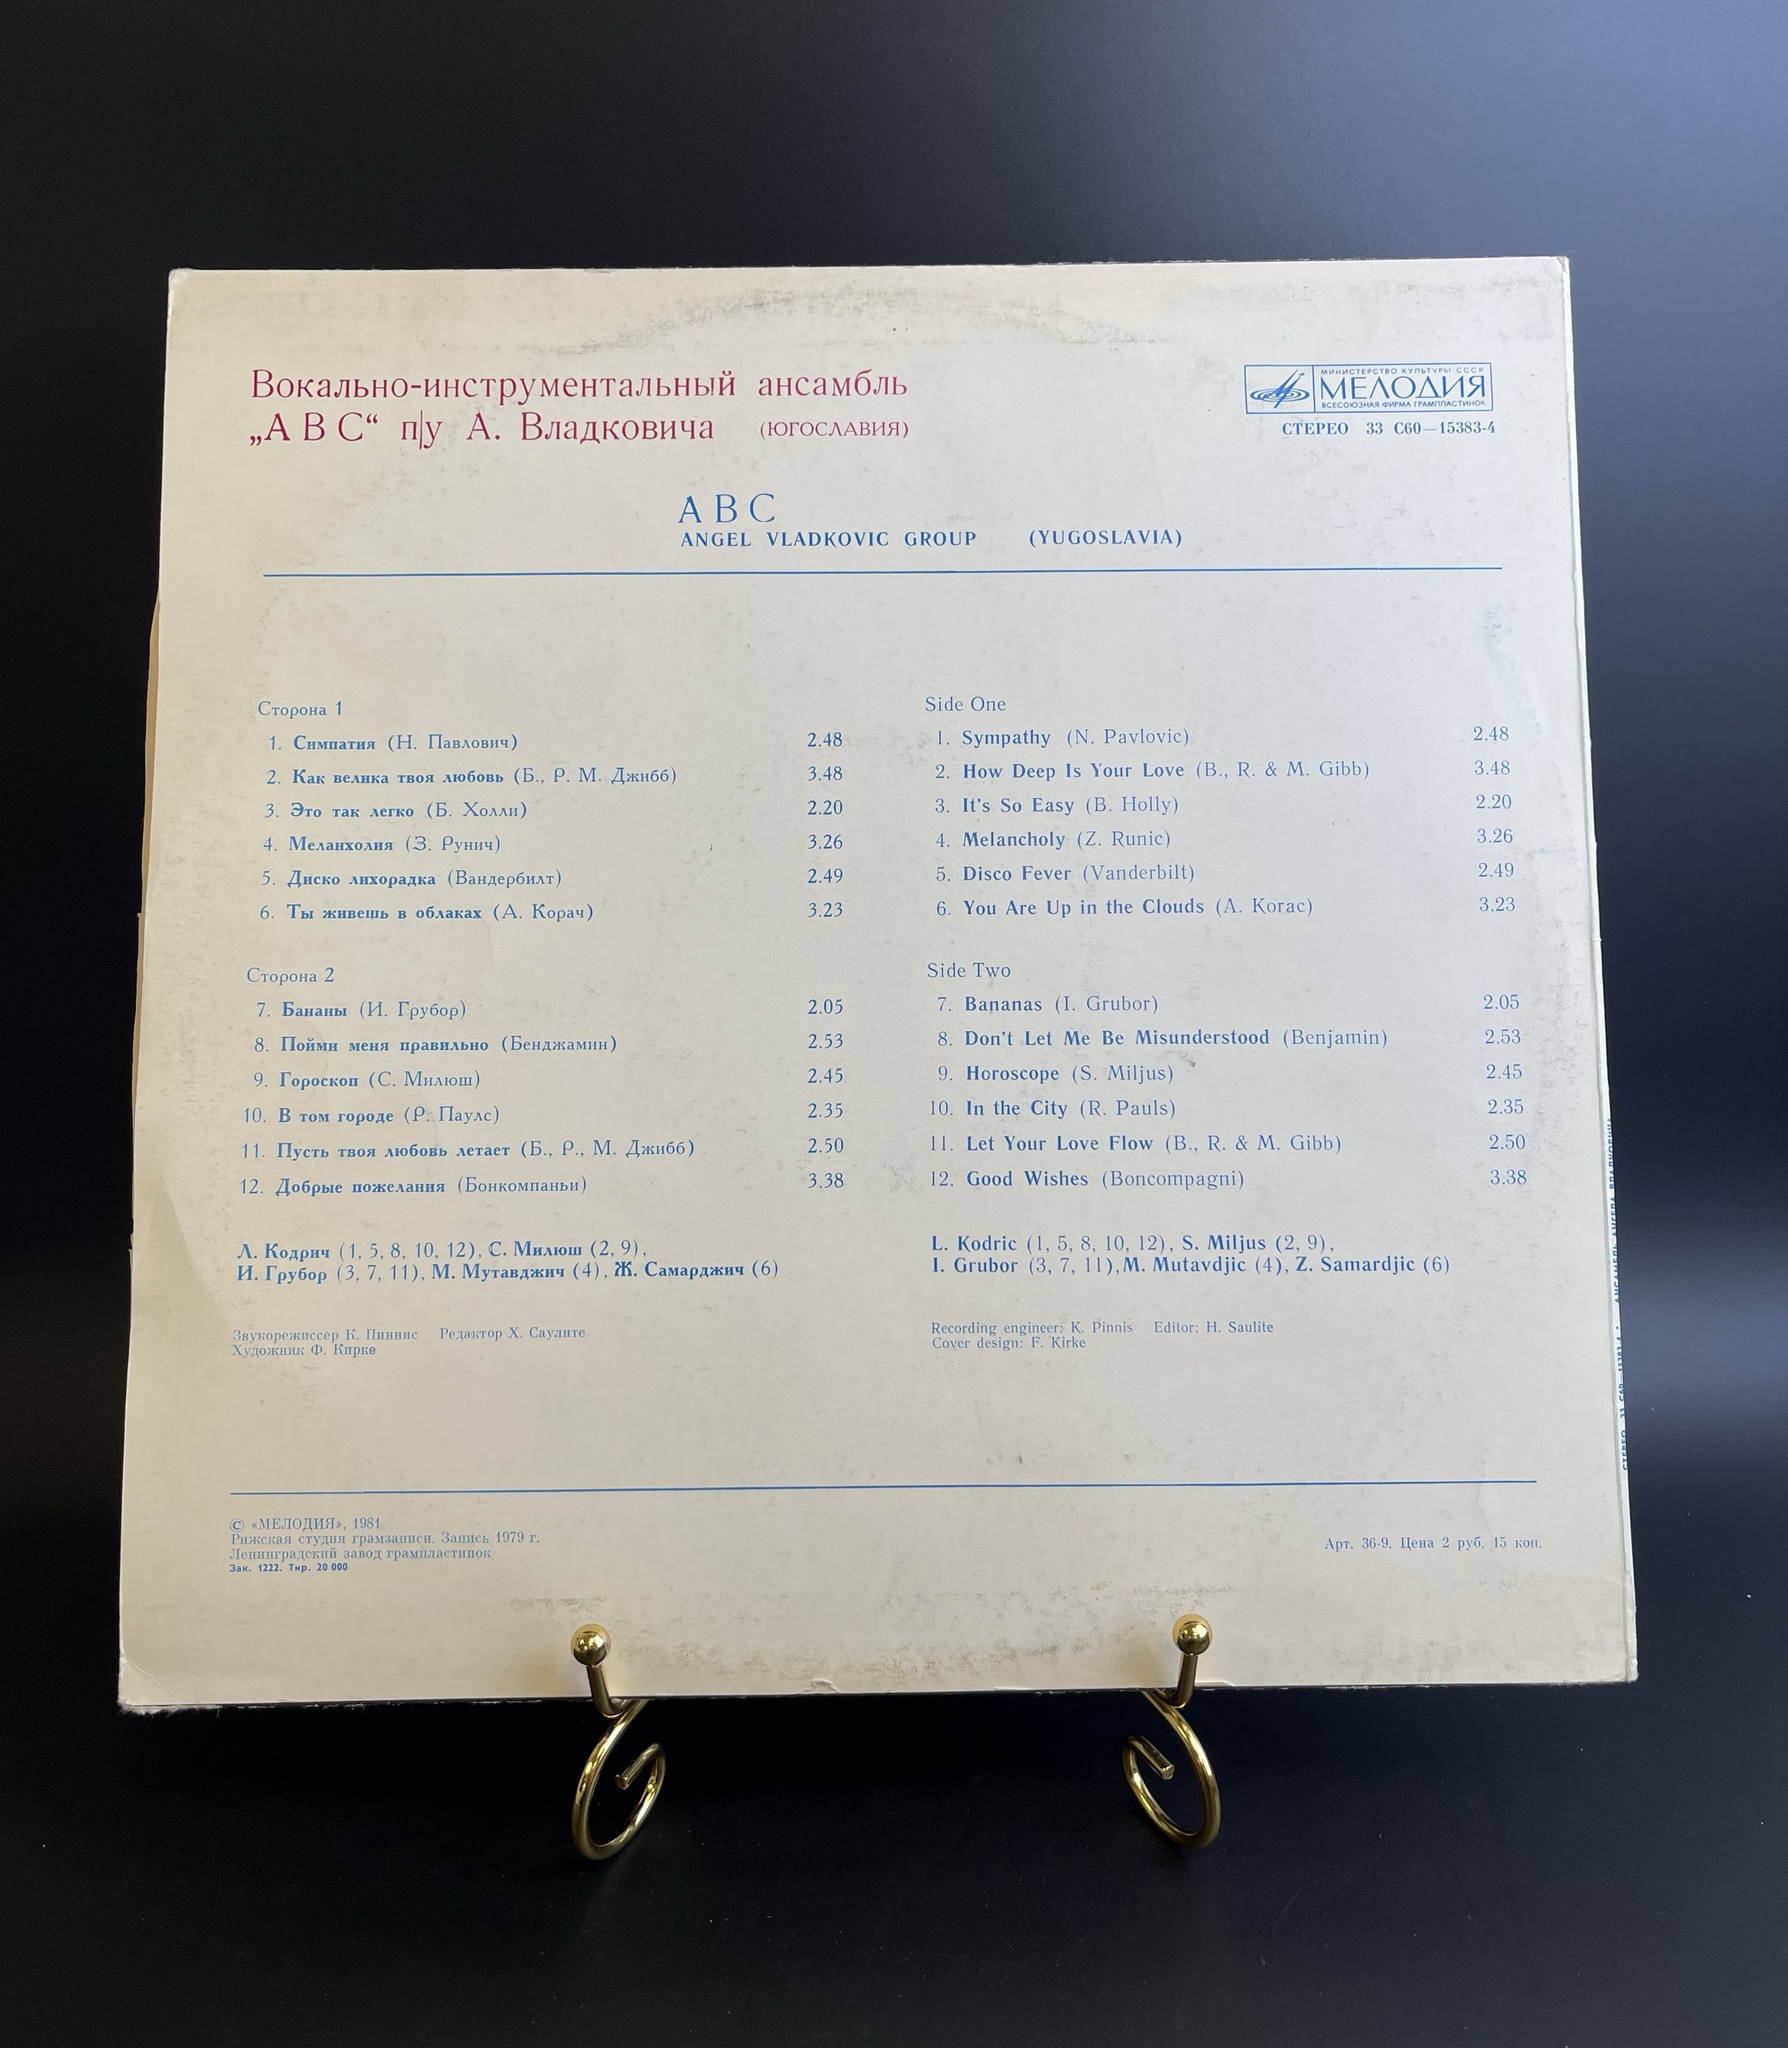 Вокально-инструментальный ансамбль
„А В С“ п/у А. Владковича (ЮГОСЛАВИЯ)
МИНИСТЕРСТВО КУЛЬТУРЫ СССР
МЕЛОДИЯ
ВСЕСОЮЗНАЯ ФИРМА ГРАМПЛАСТИНОК
СТЕРЕО 33 С60—15383-4
A B C
ANGEL VLADKOVIC GROUP (YUGOSLAVIA)
Сторона 1
1. Симпатия (Н. Павлович) 2.48
2. Как велика твоя любовь (Б., Р. М. Джибб) 3.48
3. Это так легко (Б. Холли) 2.20
4. Меланхолия (З. Рунич) 3.26
5. Диско лихорадка (Вандербилт) 2.49
6. Ты живешь в облаках (А. Корач) 3.23
Сторона 2
7. Бананы (И. Грубор) 2.05
8. Пойми меня правильно (Бенджамин) 2.53
9. Гороскоп (С. Милюш) 2.45
10. В том городе (Р. Паулс) 2.35
11. Пусть твоя любовь летает (Б., Р., М. Джибб) 2.50
12. Добрые пожелания (Бонкомпаньи) 3.38
Л. Кодрич (1, 5, 8, 10, 12), С. Милюш (2, 9),
И. Грубор (3, 7, 11), М. Мутавджич (4), Ж. Самарджич (6)
Звукорежиссер К. Пиннис Редактор Х. Саулите
Художник Ф. Кирке
Side One
1. Sympathy (N. Pavlovic) 2.48
2. How Deep Is Your Love (B., R. & M. Gibb) 3.48
3. It's So Easy (B. Holly) 2.20
4. Melancholy (Z. Runic) 3.26
5. Disco Fever (Vanderbilt) 2.49
6. You Are Up in the Clouds (A. Korac) 3.23
Side Two
7. Bananas (I. Grubor) 2.05
8. Don't Let Me Be Misunderstood (Benjamin) 2.53
9. Horoscope (S. Miljus) 2.45
10. In the City (R. Pauls) 2.35
11. Let Your Love Flow (B., R. & M. Gibb) 2.50
12. Good Wishes (Boncompagni) 3.38
L. Kodric (1, 5, 8, 10, 12), S. Miljus (2, 9),
I. Grubor (3, 7, 11), M. Mutavdjic (4), Z. Samardjic (6)
Recording engineer: K. Pinnis Editor: H. Saulite
Cover design: F. Kirke
© «МЕЛОДИЯ», 1981
Рижская студия грамзаписи. Запись 1979 г.
Ленинградский завод грампластинок
Зак. 1222. Тир. 20 000
Арт. 36-9. Цена 2 руб. 15 коп.